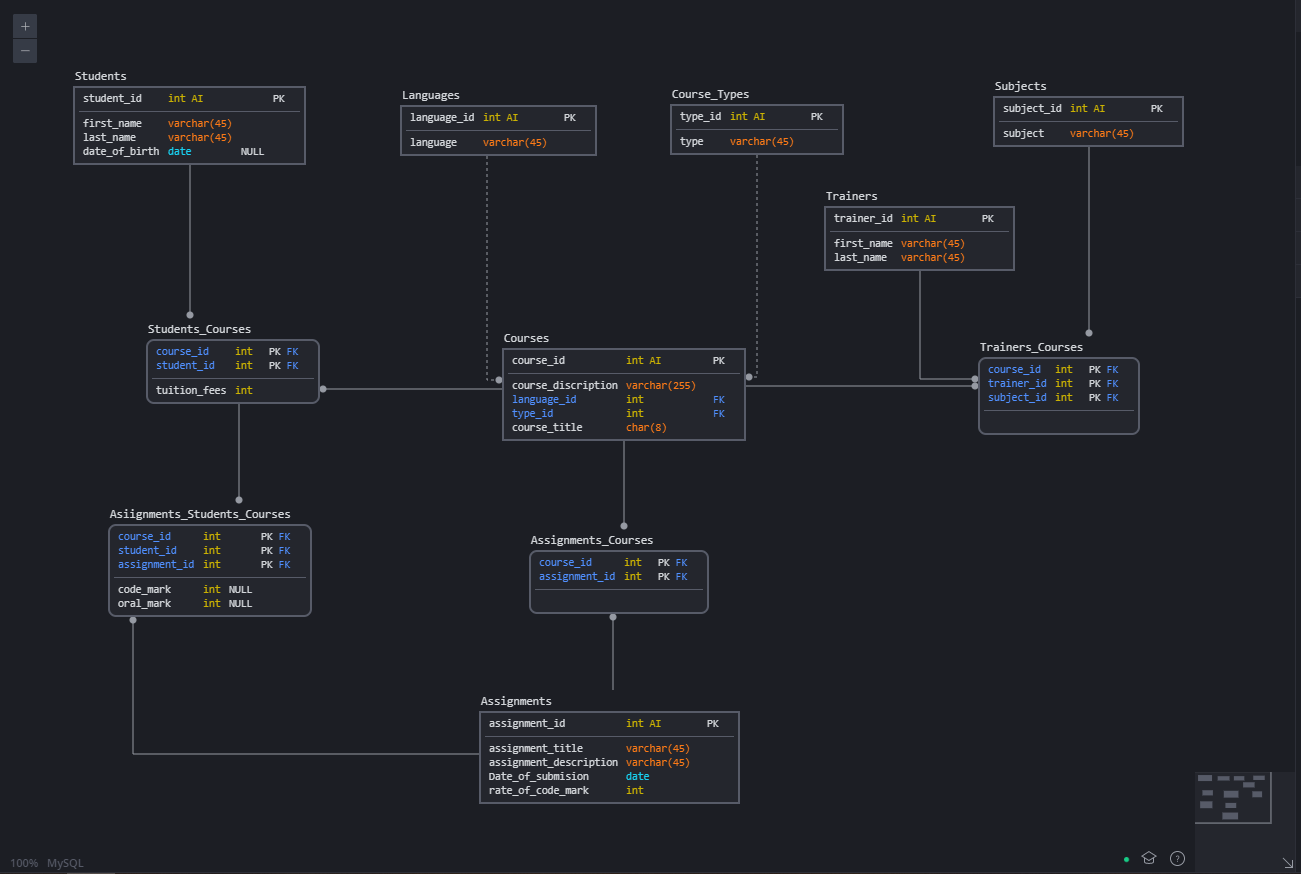 +
−
Students
student_id int AI PK
first_name varchar(45)
last_name varchar(45)
date_of_birth date NULL
Languages
language_id int AI PK
language varchar(45)
Course_Types
type_id int AI PK
type varchar(45)
Subjects
subject_id int AI PK
subject varchar(45)
Trainers
trainer_id int AI PK
first_name varchar(45)
last_name varchar(45)
Students_Courses
course_id int PK FK
student_id int PK FK
tuition_fees int
Courses
course_id int AI PK
course_discription varchar(255)
language_id int FK
type_id int FK
course_title char(8)
Trainers_Courses
course_id int PK FK
trainer_id int PK FK
subject_id int PK FK
Asiignments_Students_Courses
course_id int PK FK
student_id int PK FK
assignment_id int PK FK
code_mark int NULL
oral_mark int NULL
Assignments_Courses
course_id int PK FK
assignment_id int PK FK
Assignments
assignment_id int AI PK
assignment_title varchar(45)
assignment_description varchar(45)
Date_of_submision date
rate_of_code_mark int
100% MySQL
?